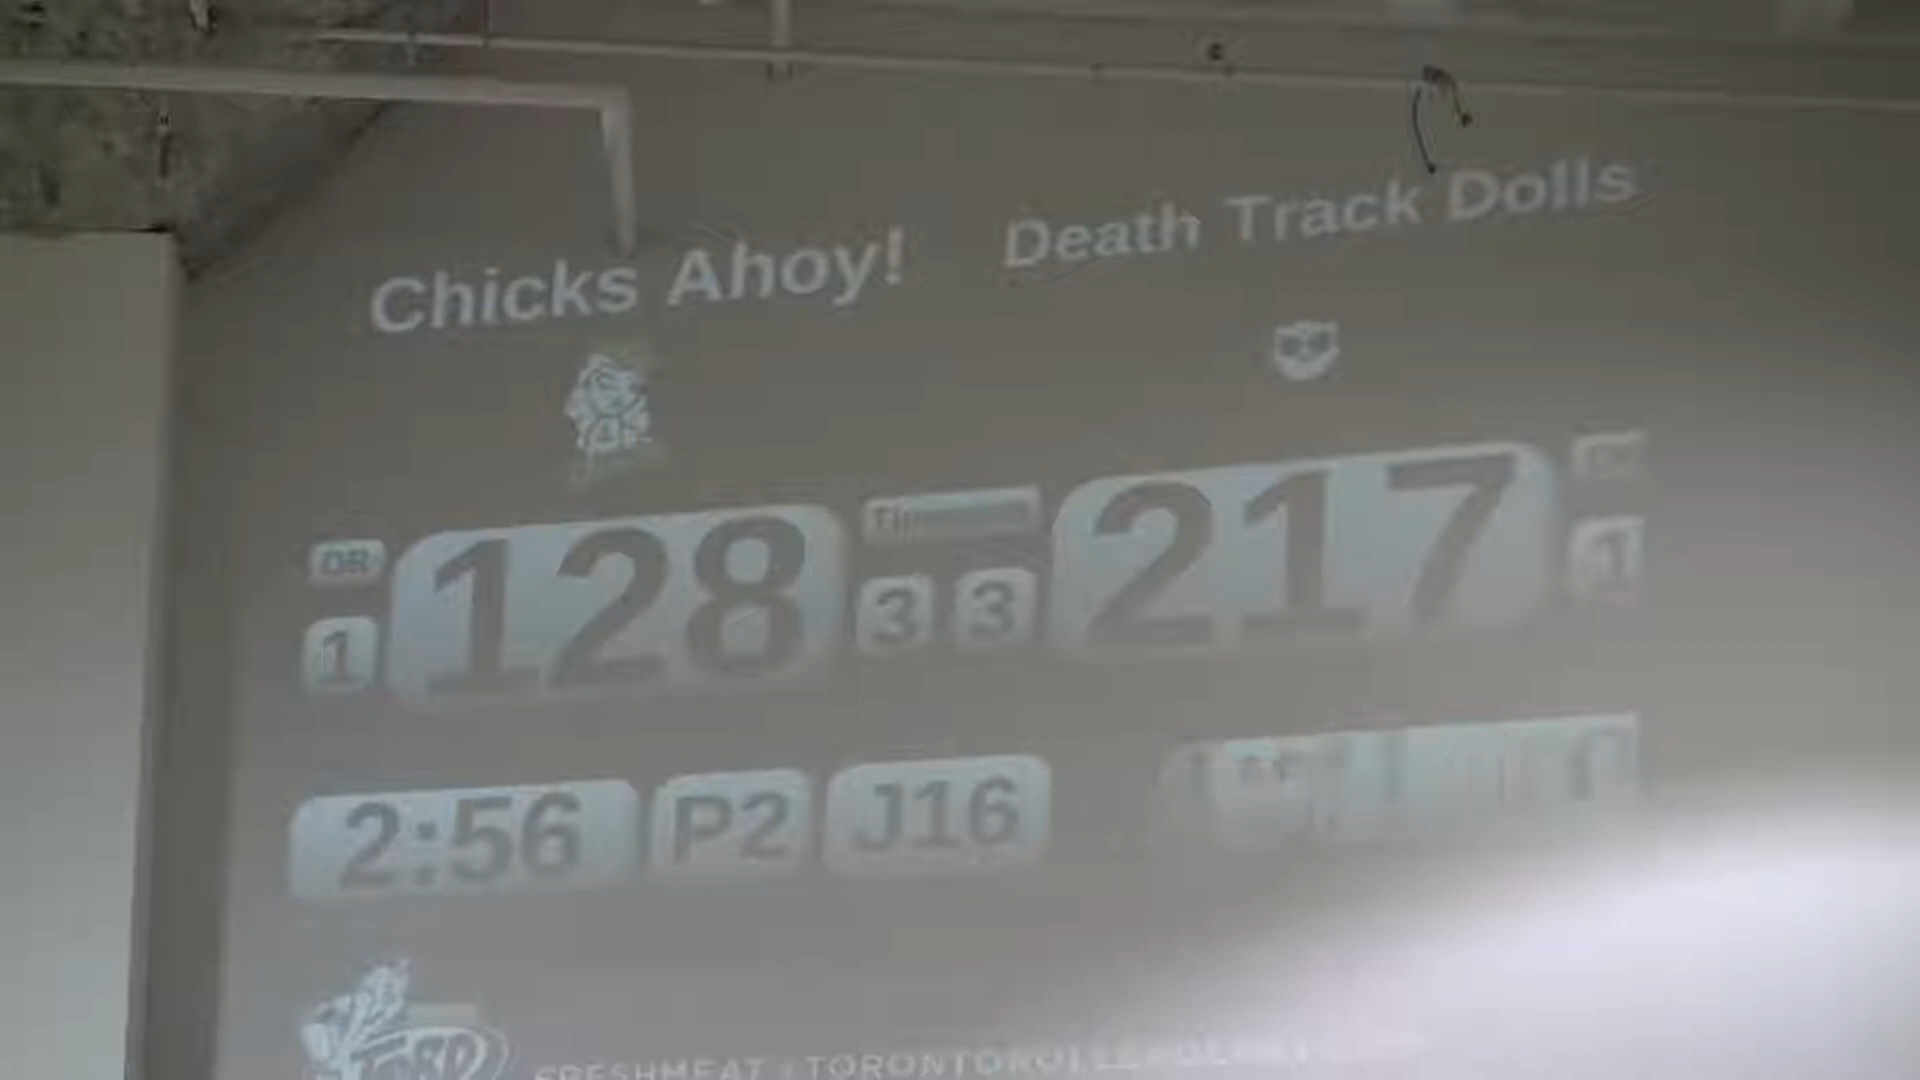 Chicks Ahoy! Death Track Dolls
OR 128 217
1 3 3 1
2:56 P2 J16
FRESHMEAT